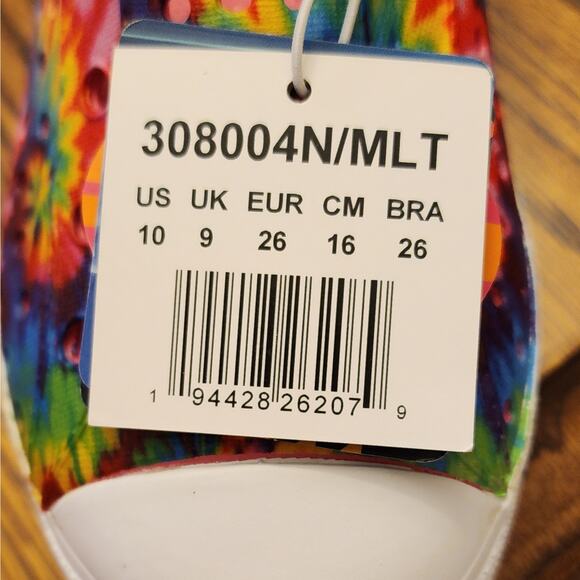 308004N/MLT
US UK EUR CM BRA
10 9 26 16 26
1 94428 26207 9